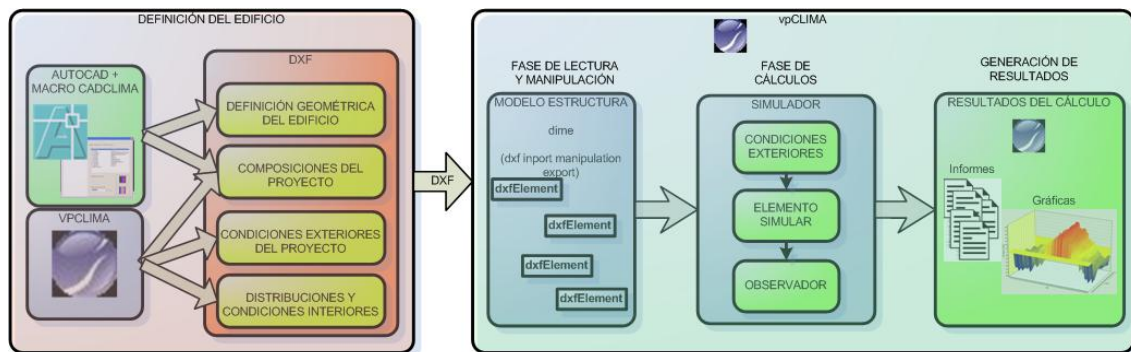 DEFINICIÓN DEL EDIFICIO
AUTOCAD +
MACRO CADCLIMA
VPCLIMA
DXF
DEFINICIÓN GEOMÉTRICA
DEL EDIFICIO
COMPOSICIONES DEL
PROYECTO
CONDICIONES EXTERIORES
DEL PROYECTO
DISTRIBUCIONES Y
CONDICIONES INTERIORES
DXF
vpCLIMA
FASE DE LECTURA
Y MANIPULACIÓN
MODELO ESTRUCTURA
dime
(dxf inport manipulation
export)
dxfElement
dxfElement
dxfElement
dxfElement
FASE DE
CÁLCULOS
SIMULADOR
CONDICIONES
EXTERIORES
ELEMENTO
SIMULAR
OBSERVADOR
GENERACIÓN DE
RESULTADOS
RESULTADOS DEL CÁLCULO
Informes
Gráficas